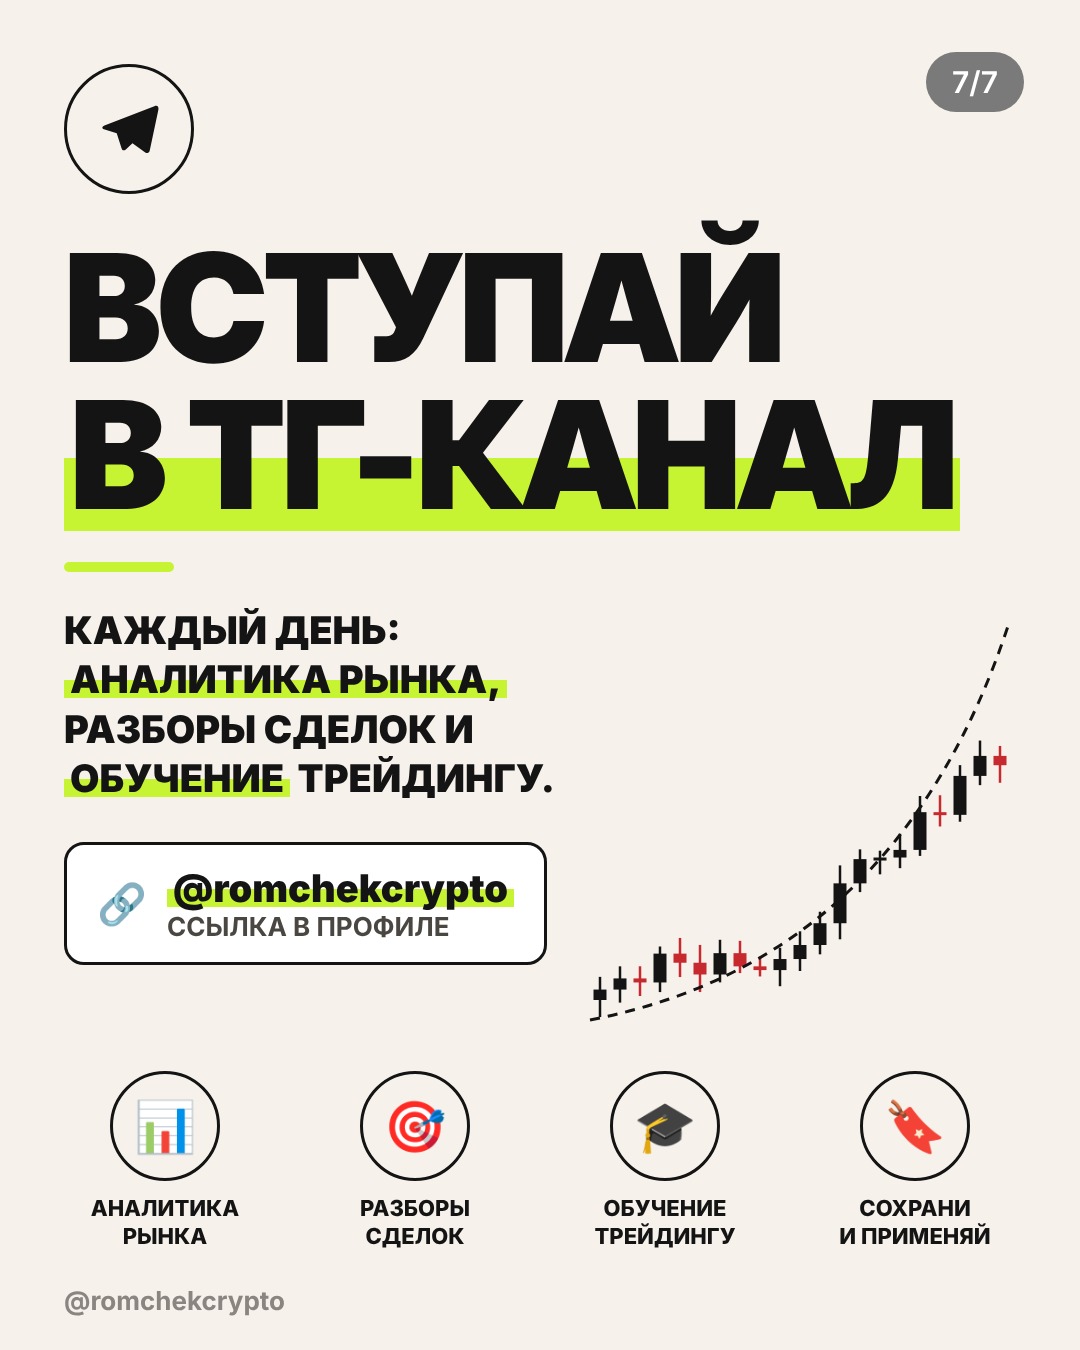 7/7
ВСТУПАЙ
В ТГ-КАНАЛ
КАЖДЫЙ ДЕНЬ:
АНАЛИТИКА РЫНКА,
РАЗБОРЫ СДЕЛОК И
ОБУЧЕНИЕ ТРЕЙДИНГУ.
@romchekcrypto
ССЫЛКА В ПРОФИЛЕ
АНАЛИТИКА
РЫНКА
РАЗБОРЫ
СДЕЛОК
ОБУЧЕНИЕ
ТРЕЙДИНГУ
СОХРАНИ
И ПРИМЕНЯЙ
@romchekcrypto